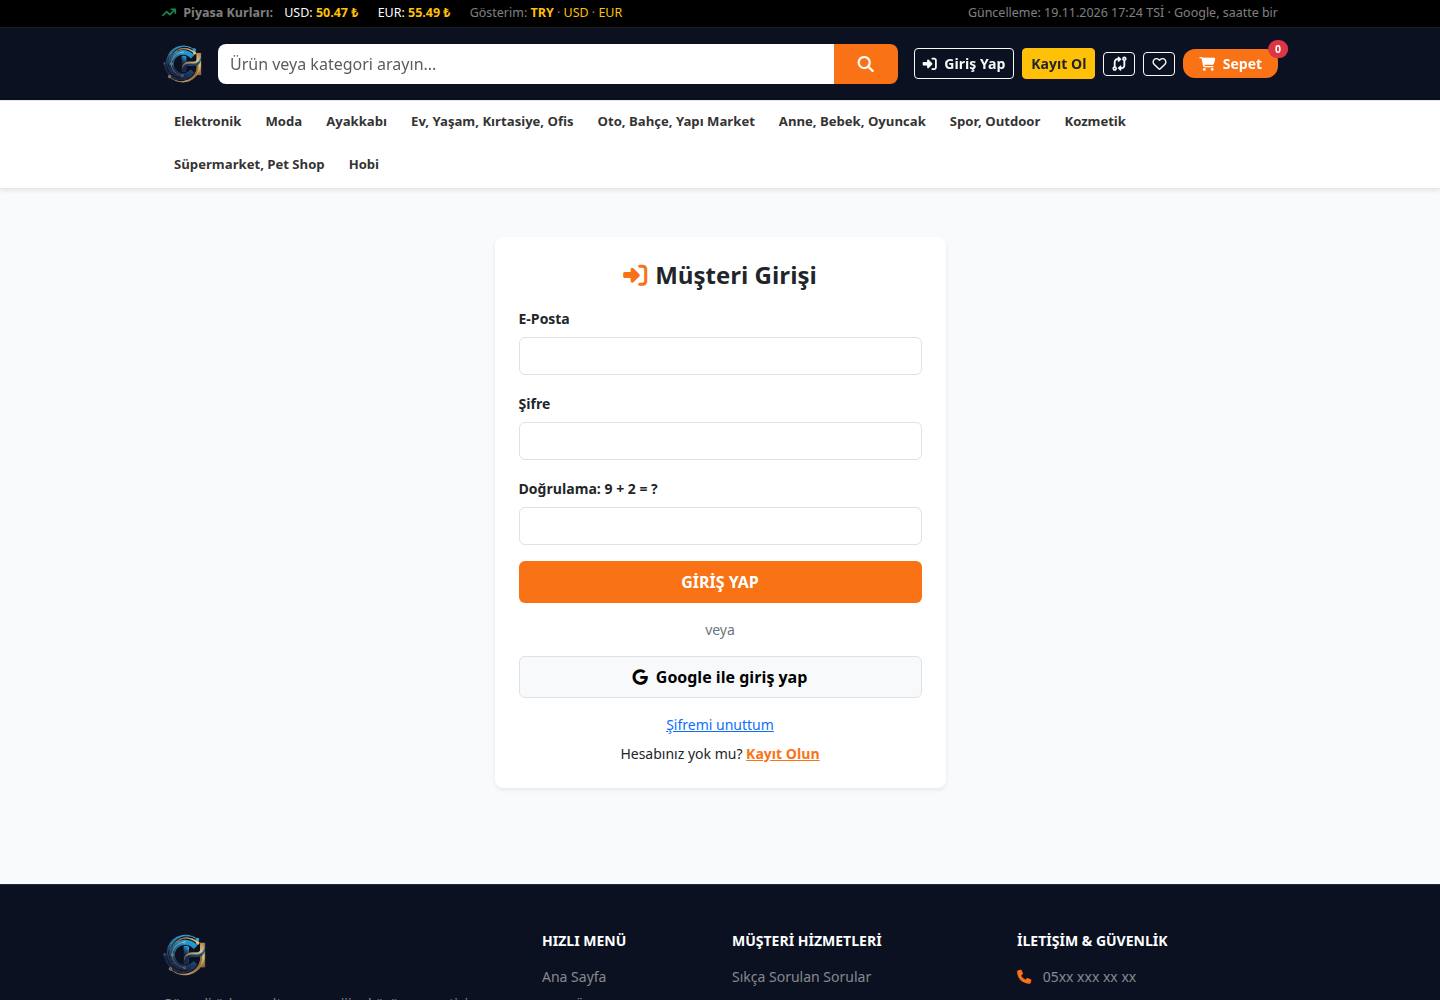 Piyasa Kurları: USD: 50.47 ₺ EUR: 55.49 ₺ Gösterim: TRY · USD · EUR
Güncelleme: 19.11.2026 17:24 TSİ · Google, saatte bir
Ürün veya kategori arayın...
Giriş Yap
Kayıt Ol
Sepet
0
Elektronik Moda Ayakkabı Ev, Yaşam, Kırtasiye, Ofis Oto, Bahçe, Yapı Market Anne, Bebek, Oyuncak Spor, Outdoor Kozmetik
Süpermarket, Pet Shop Hobi
Müşteri Girişi
E-Posta
Şifre
Doğrulama: 9 + 2 = ?
GİRİŞ YAP
veya
Google ile giriş yap
Şifremi unuttum
Hesabınız yok mu? Kayıt Olun
HIZLI MENÜ
Ana Sayfa
MÜŞTERİ HİZMETLERİ
Sıkça Sorulan Sorular
İLETİŞİM & GÜVENLİK
05xx xxx xx xx